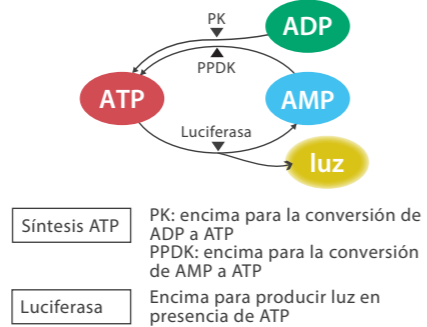 PK
ADP
PPDK
ATP
AMP
Luciferasa
luz
Síntesis ATP
PK: encima para la conversión de
ADP a ATP
PPDK: encima para la conversión
de AMP a ATP
Luciferasa
Encima para producir luz en
presencia de ATP